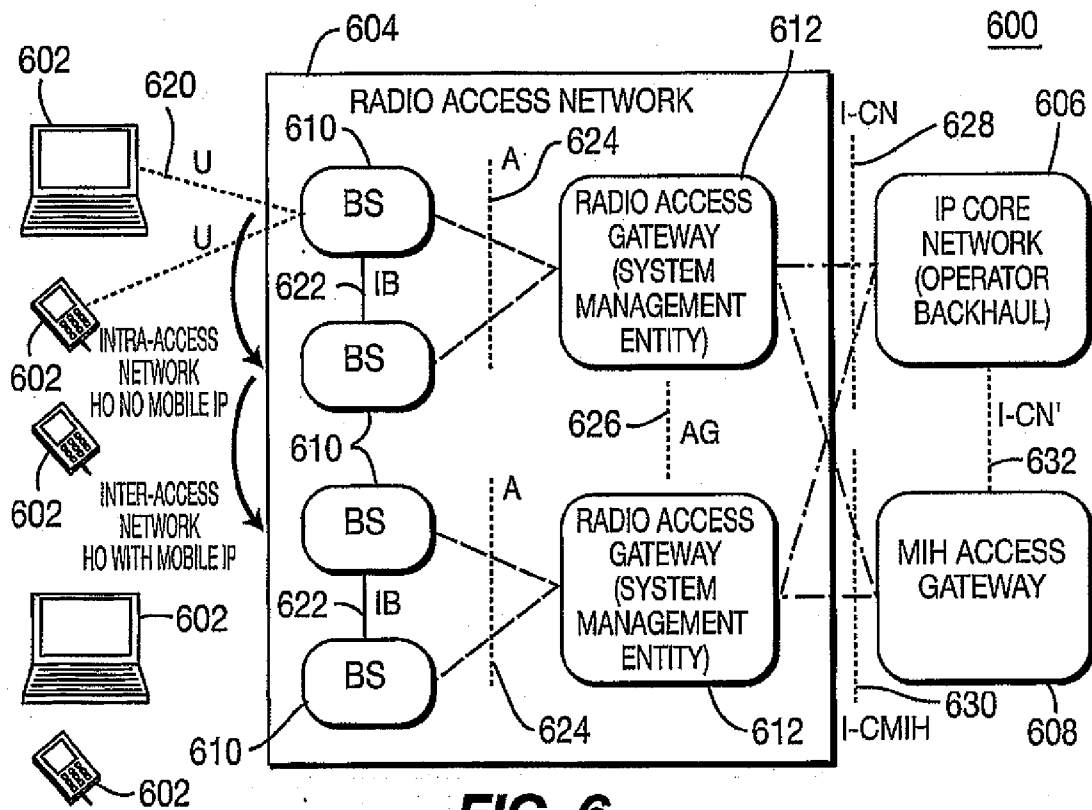 600
604
612
602
620
RADIO ACCESS NETWORK
I-CN
628
606
610
A
624
U
BS
RADIO ACCESS
GATEWAY
(SYSTEM
MANAGEMENT
ENTITY)
IP CORE
NETWORK
(OPERATOR
BACKHAUL)
U
622
IB
602
INTRA-ACCESS
NETWORK
HO NO MOBILE IP
BS
626
AG
I-CN'
632
610
602
INTER-ACCESS
NETWORK
HO WITH MOBILE IP
A
BS
RADIO ACCESS
GATEWAY
(SYSTEM
MANAGEMENT
ENTITY)
MIH ACCESS
GATEWAY
622
IB
602
BS
610
624
612
630
I-CMIH
608
602
FIG. 6